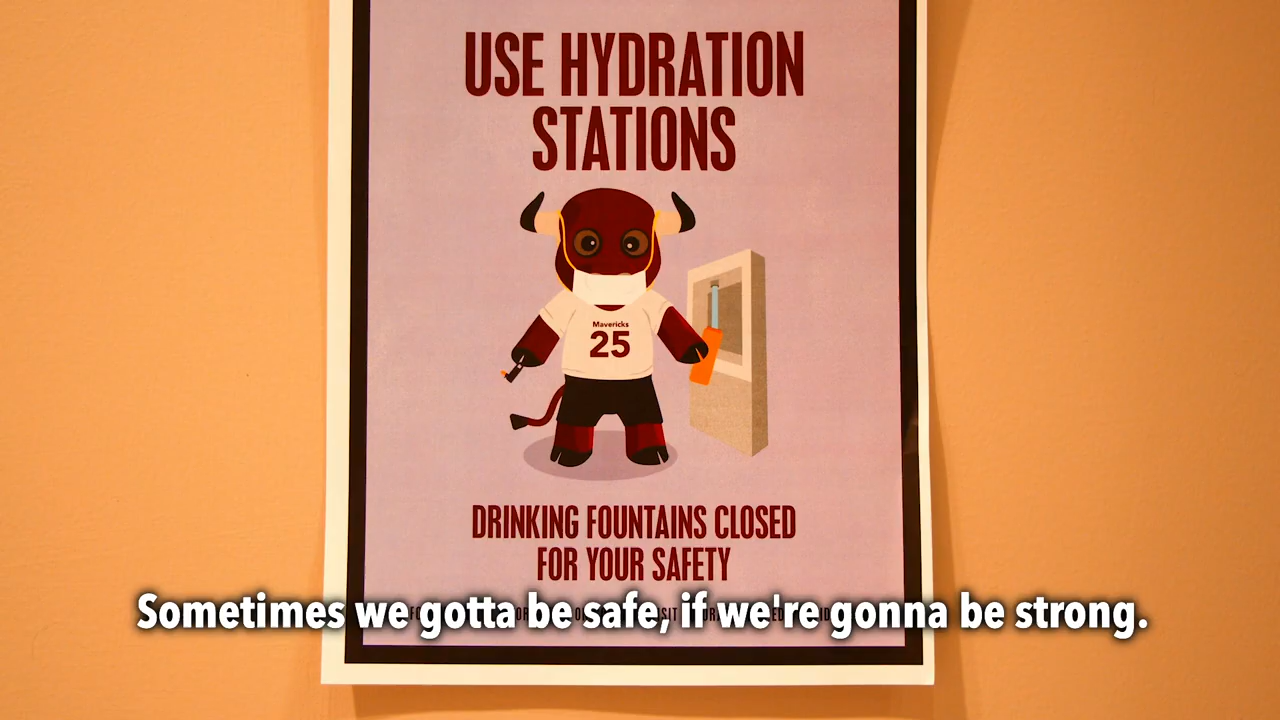 USE HYDRATION
STATIONS
Mavericks
25
DRINKING FOUNTAINS CLOSED
FOR YOUR SAFETY
Sometimes we gotta be safe, if we're gonna be strong.